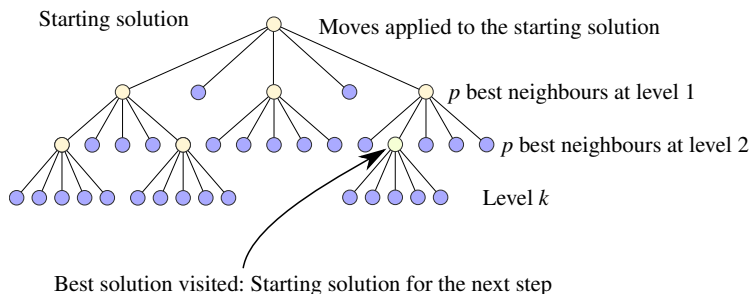 Starting solution
Moves applied to the starting solution
p best neighbours at level 1
p best neighbours at level 2
Level k
Best solution visited: Starting solution for the next step